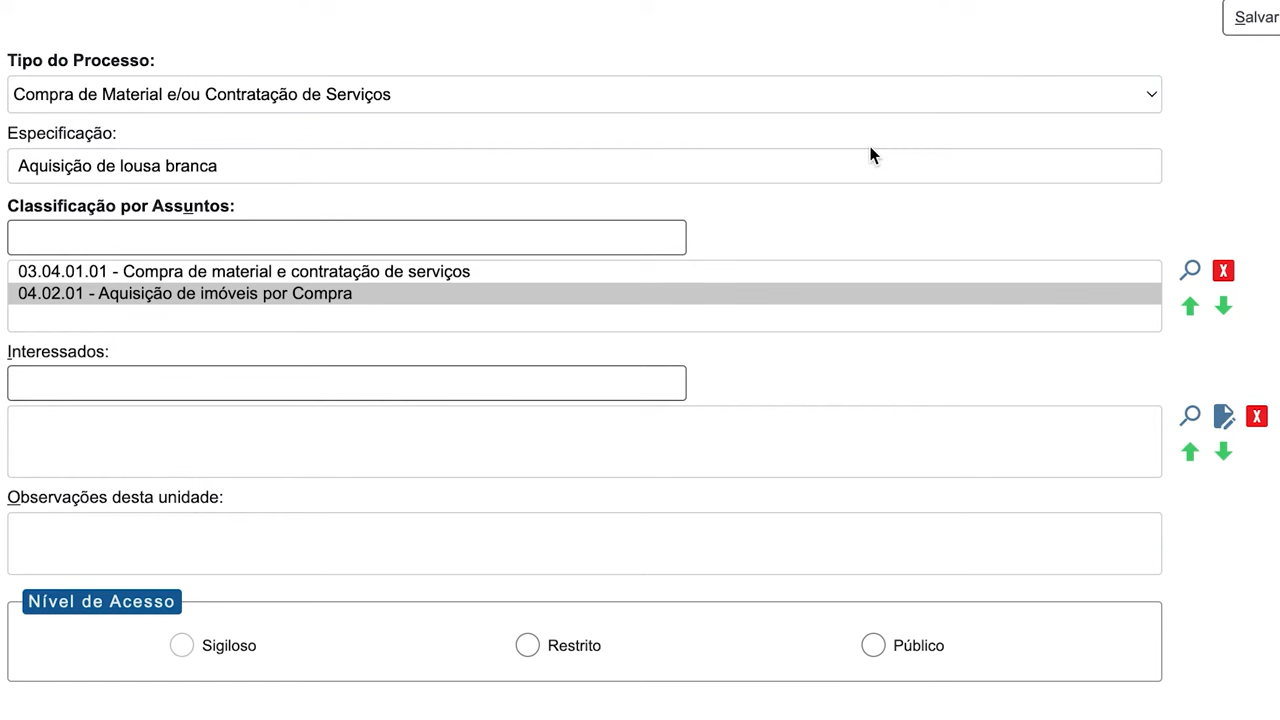 Salvar
Tipo do Processo:
Compra de Material e/ou Contratação de Serviços
Especificação:
Aquisição de lousa branca
Classificação por Assuntos:
03.04.01.01 - Compra de material e contratação de serviços
04.02.01 - Aquisição de imóveis por Compra
Interessados:
Observações desta unidade:
Nível de Acesso
Sigiloso
Restrito
Público